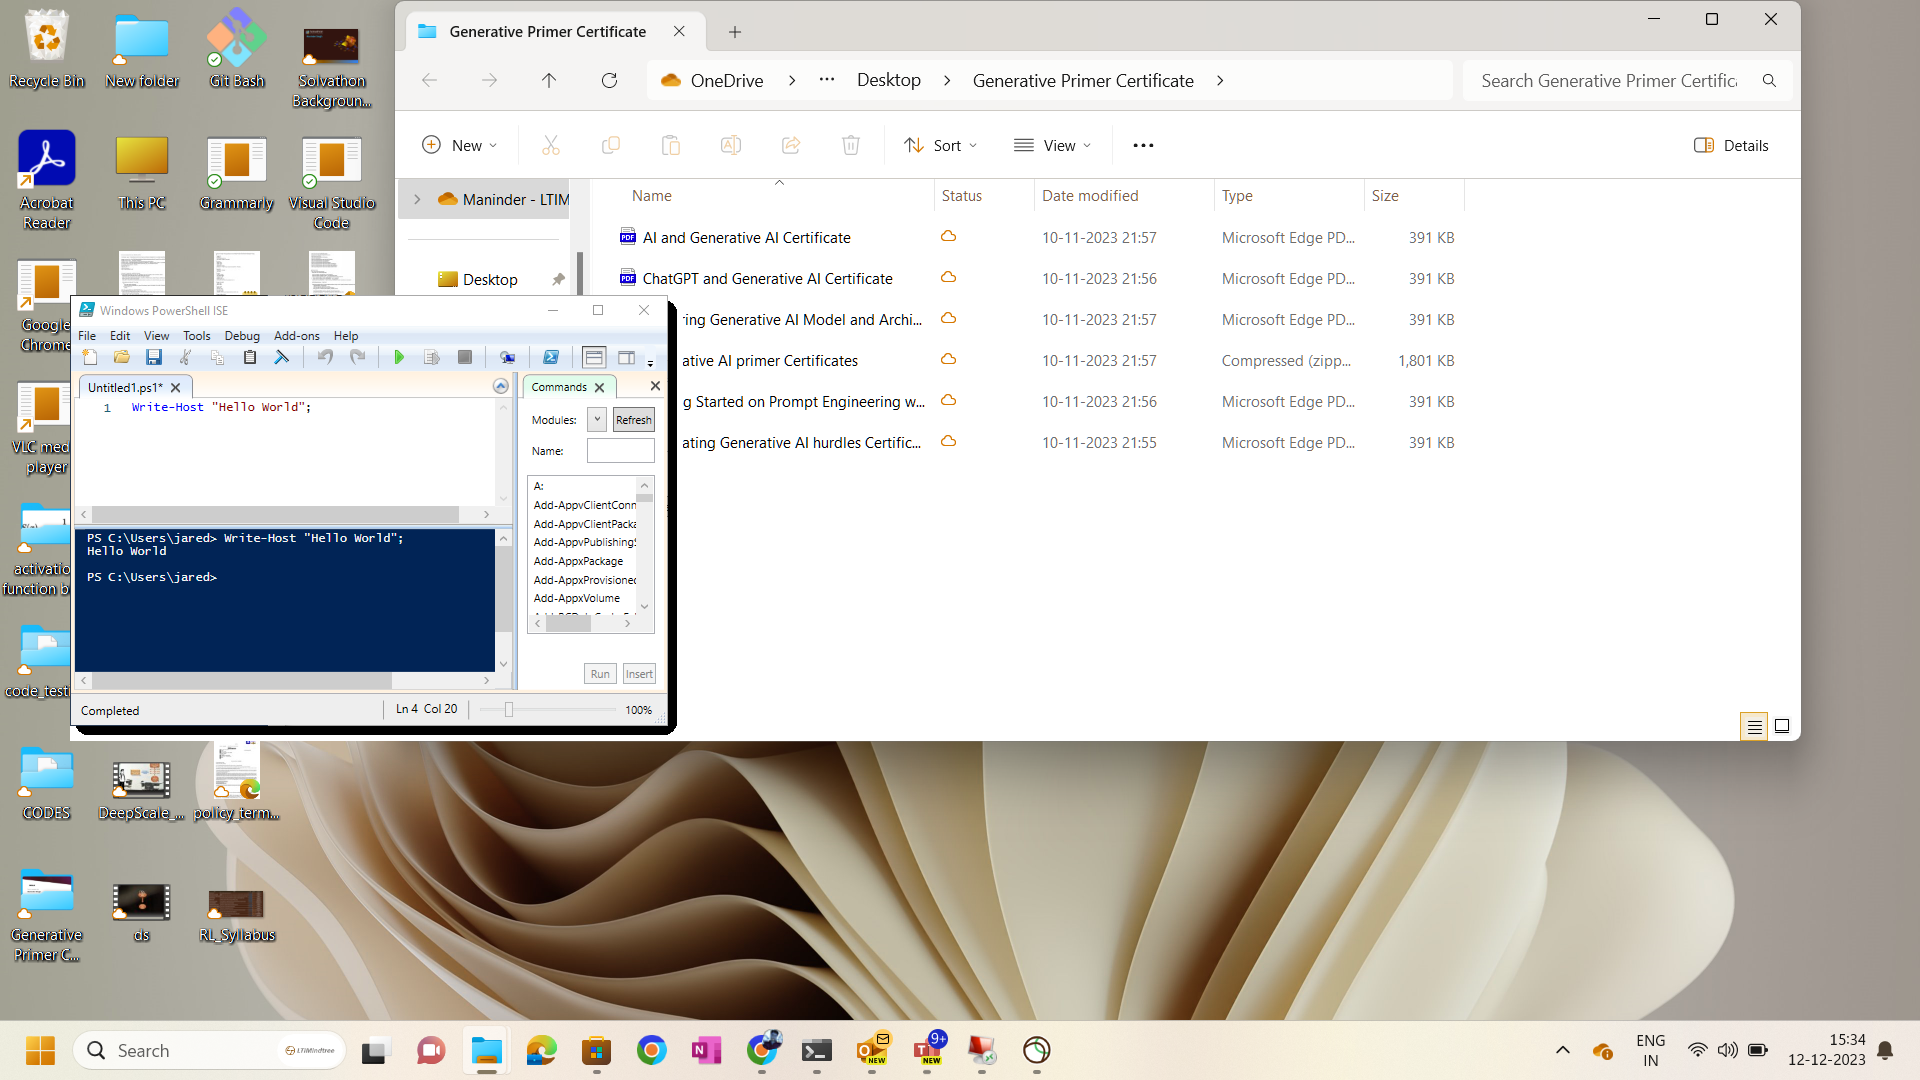 Recycle Bin
New folder
Git Bash
Solvathon
Backgroun...
Acrobat
Reader
This PC
Grammarly
Visual Studio
Code
Google
Chrome
VLC med
player
activatio
function b
code_testi
CODES
DeepScale_...
policy_term...
Generative
Primer C...
ds
RL_Syllabus
Generative Primer Certificate
OneDrive
Desktop
Generative Primer Certificate
Search Generative Primer Certific
New
Sort
View
Details
Maninder - LTIM
Desktop
Name
Status
Date modified
Type
Size
PDF AI and Generative AI Certificate 10-11-2023 21:57 Microsoft Edge PD... 391 KB
PDF ChatGPT and Generative AI Certificate 10-11-2023 21:56 Microsoft Edge PD... 391 KB
ring Generative AI Model and Archi... 10-11-2023 21:57 Microsoft Edge PD... 391 KB
ative AI primer Certificates 10-11-2023 21:57 Compressed (zipp... 1,801 KB
g Started on Prompt Engineering w... 10-11-2023 21:56 Microsoft Edge PD... 391 KB
ating Generative AI hurdles Certific... 10-11-2023 21:55 Microsoft Edge PD... 391 KB
Windows PowerShell ISE
File Edit View Tools Debug Add-ons Help
Untitled1.ps1*
1 Write-Host "Hello World";
PS C:\Users\jared> Write-Host "Hello World";
Hello World
PS C:\Users\jared>
Commands
Modules:
Refresh
Name:
A:
Add-AppvClientConn
Add-AppvClientPacka
Add-AppvPublishingS
Add-AppxPackage
Add-AppxProvisioned
Add-AppxVolume
Run
Insert
Completed
Ln 4 Col 20
100%
Search
LTIMindtree
NEW
9+
NEW
ENG
IN
15:34
12-12-2023